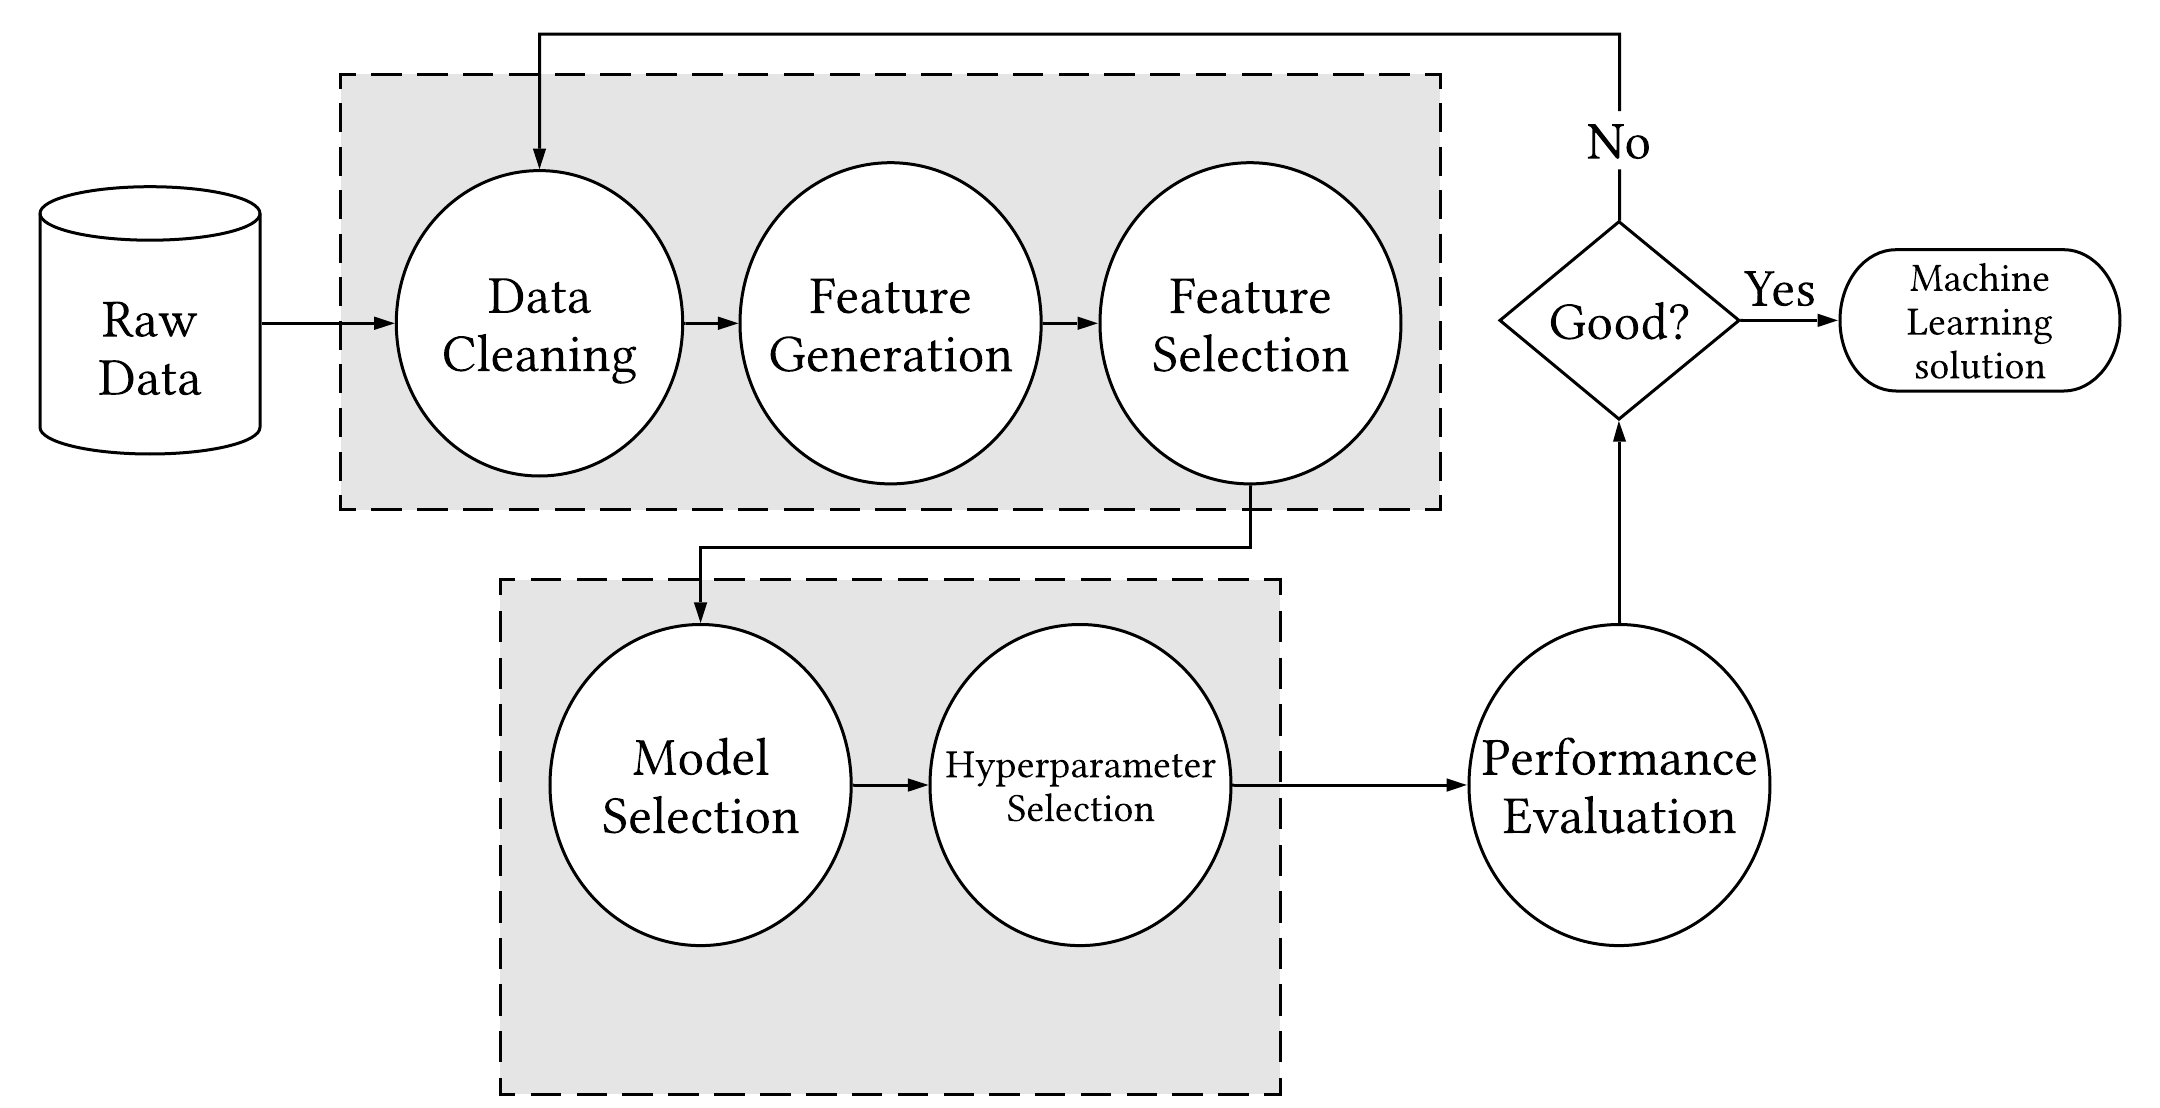 Raw
Data
Data
Cleaning
Feature
Generation
Feature
Selection
Model
Selection
Hyperparameter
Selection
Performance
Evaluation
Good?
No
Yes
Machine
Learning
solution